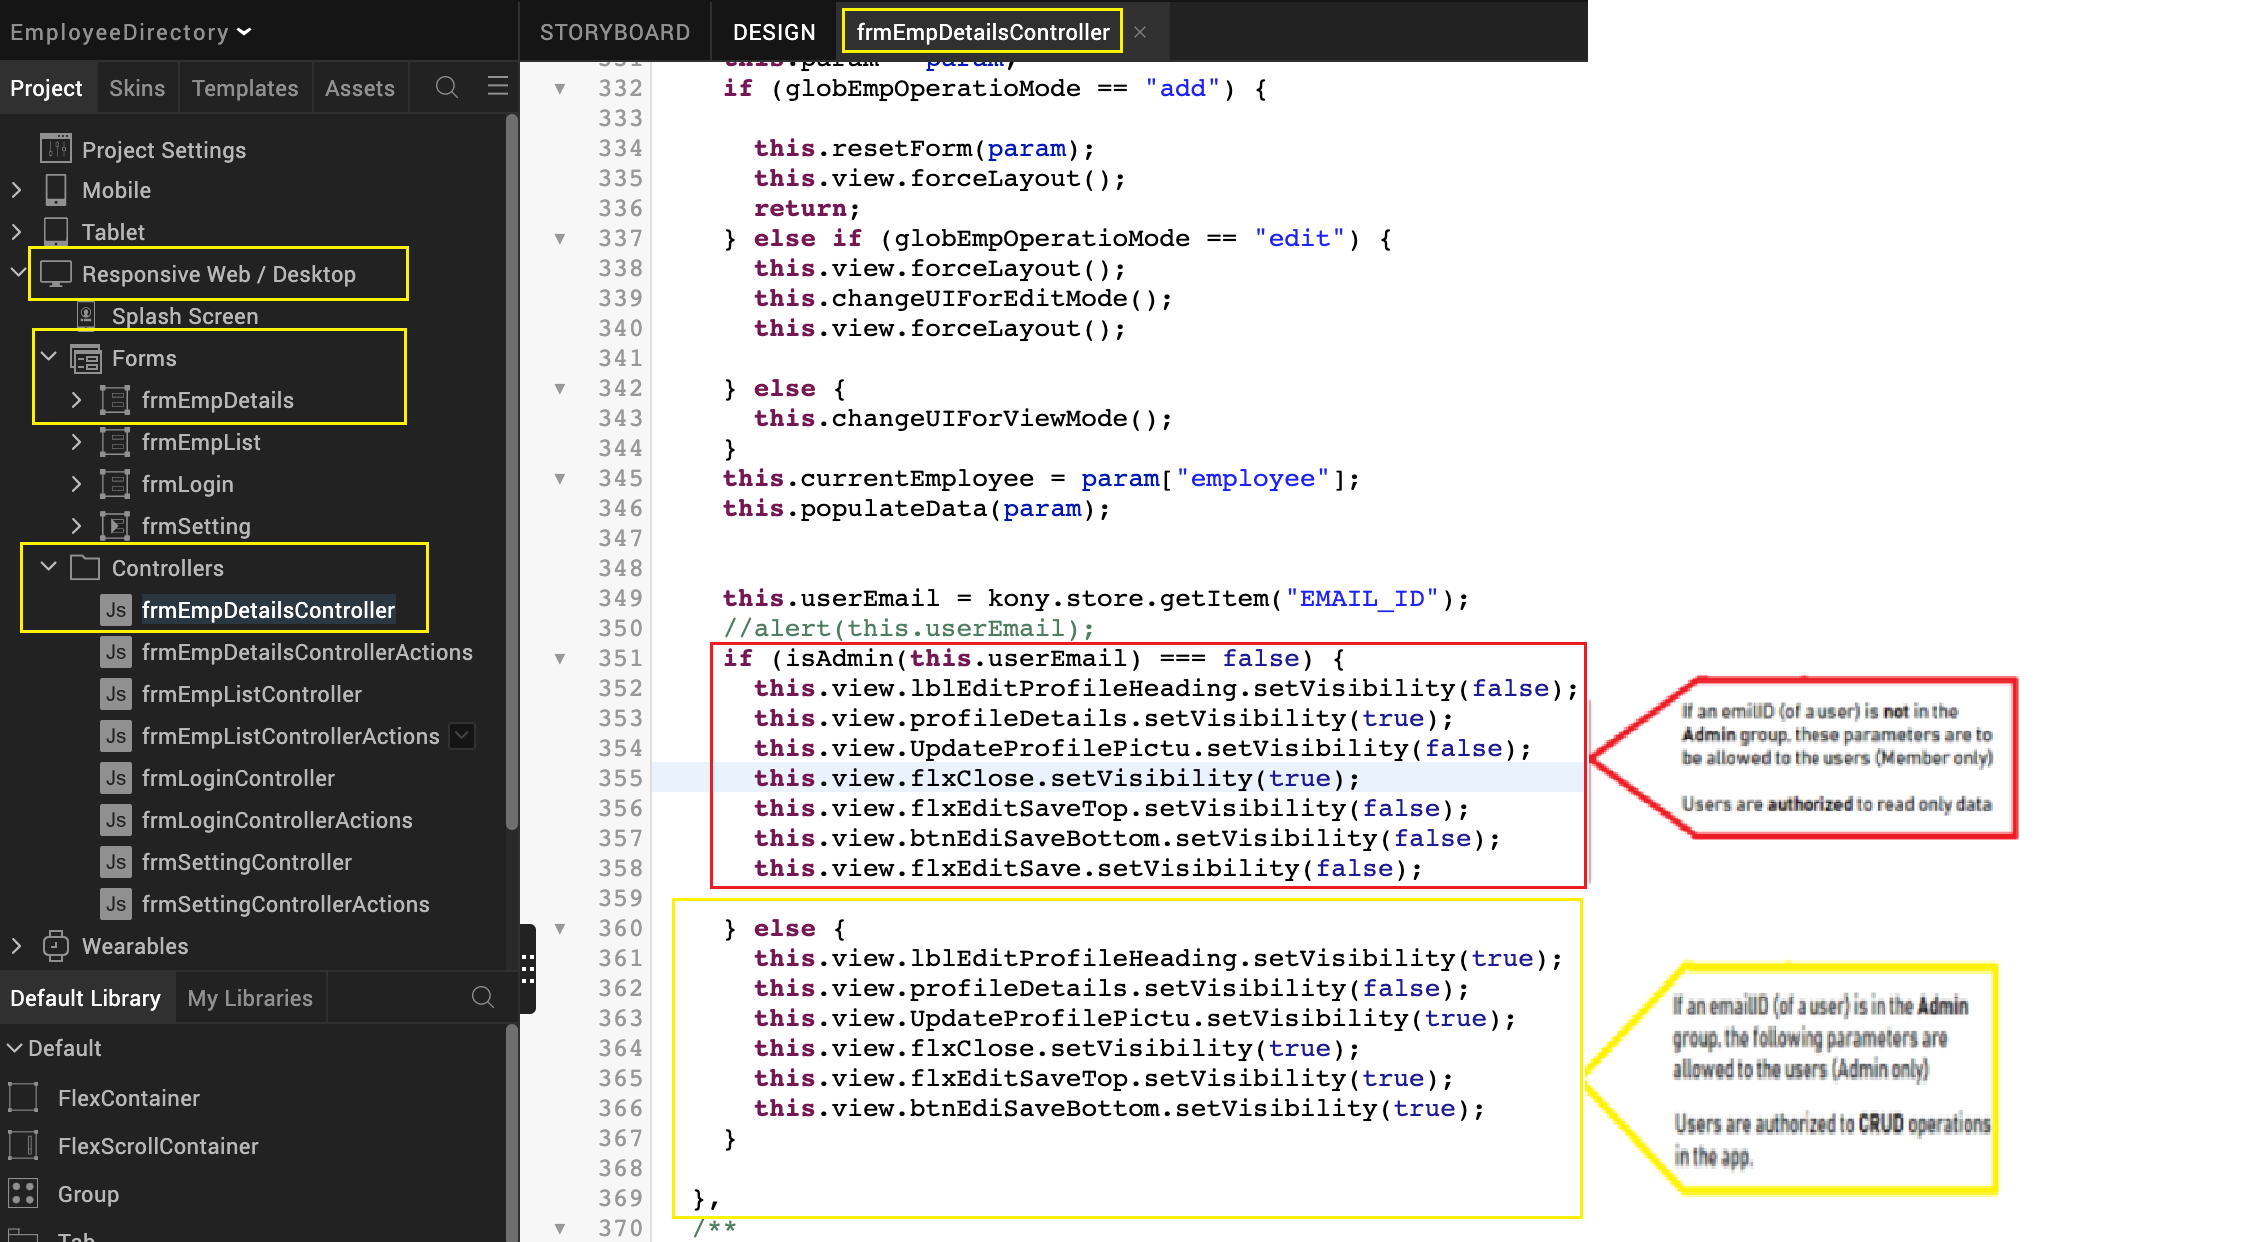 EmployeeDirectory
Project Skins Templates Assets
Project Settings
Mobile
Tablet
Responsive Web / Desktop
Splash Screen
Forms
frmEmpDetails
frmEmpList
frmLogin
frmSetting
Controllers
Js frmEmpDetailsController
Js frmEmpDetailsControllerActions
Js frmEmpListController
Js frmEmpListControllerActions
Js frmLoginController
Js frmLoginControllerActions
Js frmSettingController
Js frmSettingControllerActions
Wearables
Default Library My Libraries
Default
FlexContainer
FlexScrollContainer
Group
Tab
STORYBOARD DESIGN frmEmpDetailsController ×
331 this.param = param;
332 if (globEmpOperatioMode == "add") {
333
334 this.resetForm(param);
335 this.view.forceLayout();
336 return;
337 } else if (globEmpOperatioMode == "edit") {
338 this.view.forceLayout();
339 this.changeUIForEditMode();
340 this.view.forceLayout();
341
342 } else {
343 this.changeUIForViewMode();
344 }
345 this.currentEmployee = param["employee"];
346 this.populateData(param);
347
348
349 this.userEmail = kony.store.getItem("EMAIL_ID");
350 //alert(this.userEmail);
351 if (isAdmin(this.userEmail) === false) {
352 this.view.lblEditProfileHeading.setVisibility(false);
353 this.view.profileDetails.setVisibility(true);
354 this.view.UpdateProfilePictu.setVisibility(false);
355 this.view.flxClose.setVisibility(true);
356 this.view.flxEditSaveTop.setVisibility(false);
357 this.view.btnEdiSaveBottom.setVisibility(false);
358 this.view.flxEditSave.setVisibility(false);
359
360 } else {
361 this.view.lblEditProfileHeading.setVisibility(true);
362 this.view.profileDetails.setVisibility(false);
363 this.view.UpdateProfilePictu.setVisibility(true);
364 this.view.flxClose.setVisibility(true);
365 this.view.flxEditSaveTop.setVisibility(true);
366 this.view.btnEdiSaveBottom.setVisibility(true);
367 }
368
369 },
370 /**
If an emilID (of a user) is not in the
Admin group, these parameters are to
be allowed to the users (Member only)
Users are authorized to read only data
If an emailID (of a user) is in the Admin
group, the following parameters are
allowed to the users (Admin only)
Users are authorized to CRUD operations
in the app.